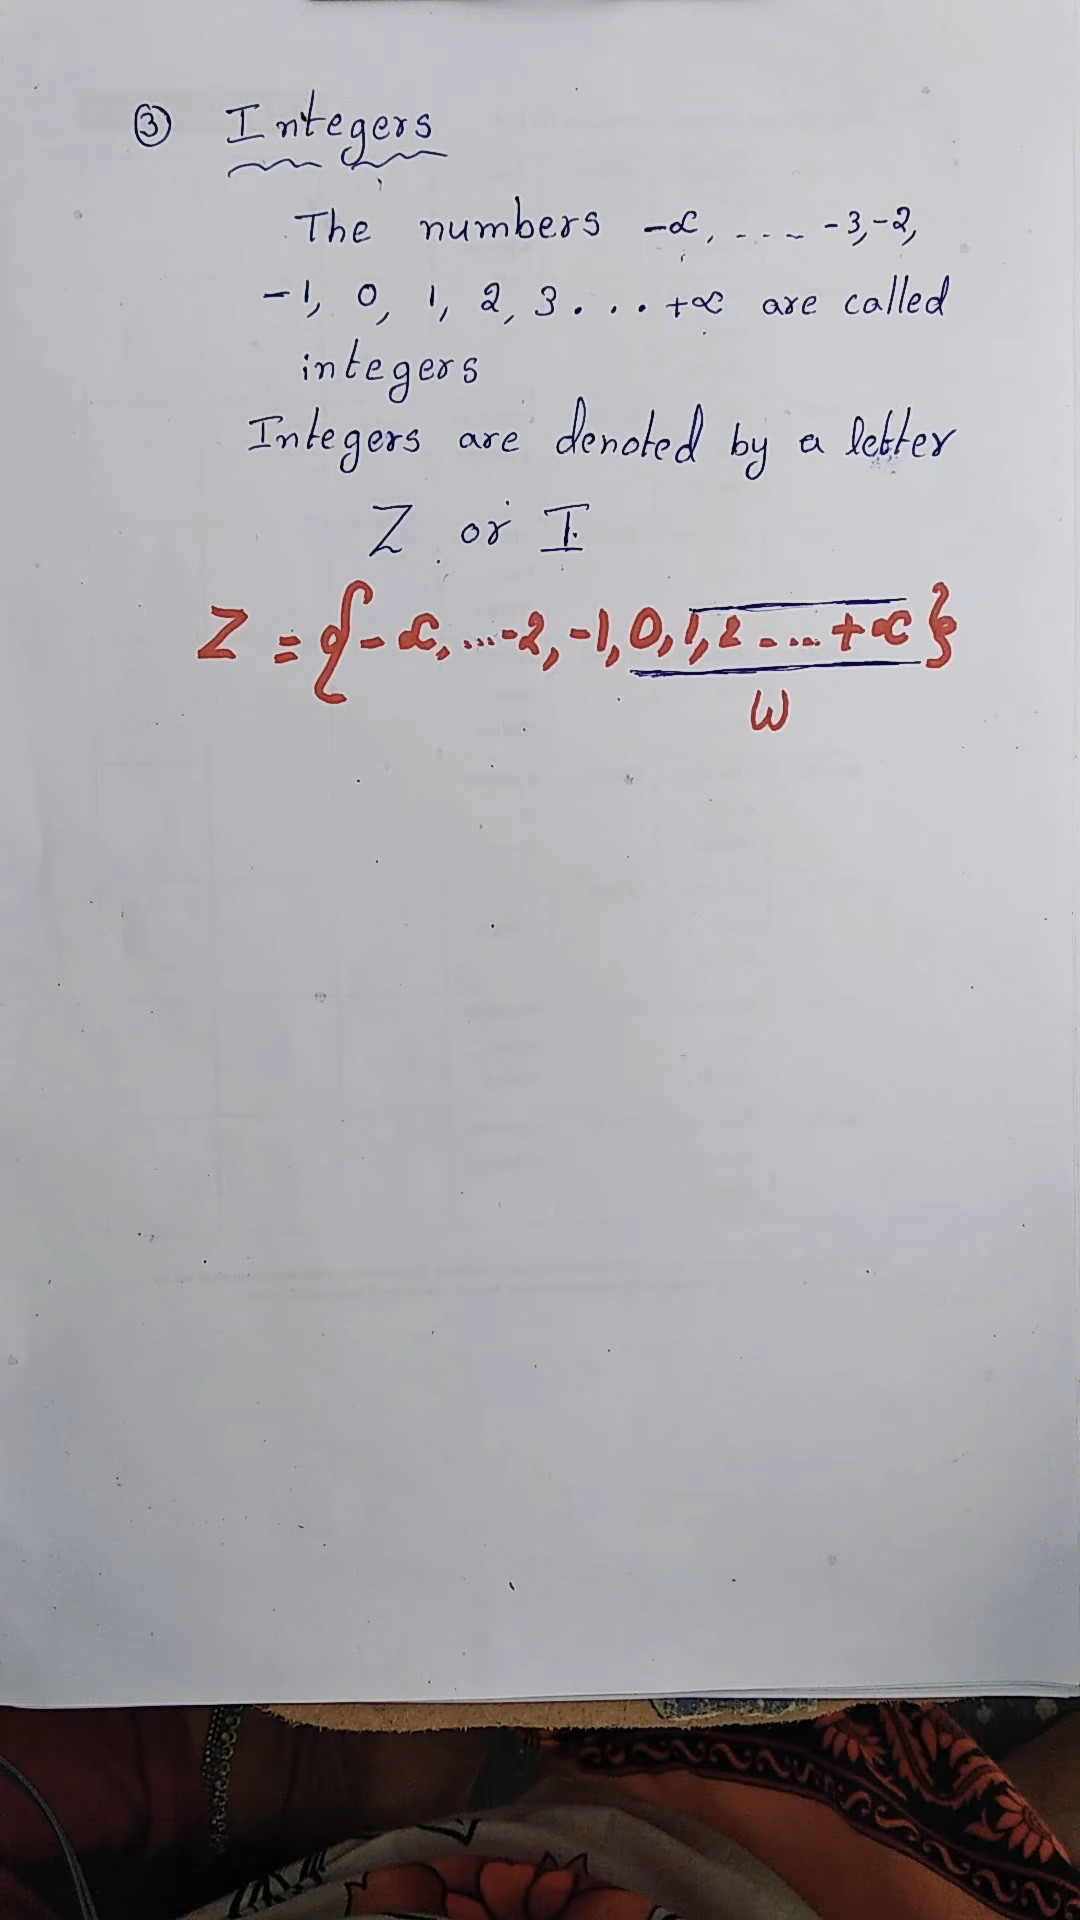 ③ Integers
The numbers -∝, .... -3,-2,
-1, 0, 1, 2, 3 . . . +∝ are called
integers
Integers are denoted by a letter
Z or I.
Z = {-∝, ...-2, -1, 0, 1, 2 .... +∝}
W